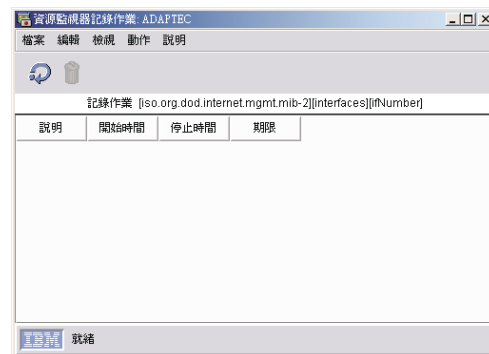 資源監視器記錄作業: ADAPTEC
檔案 編輯 檢視 動作 說明
記錄作業 [iso.org.dod.internet.mgmt.mib-2][interfaces][ifNumber]
說明 開始時間 停止時間 期限
IBM 就緒